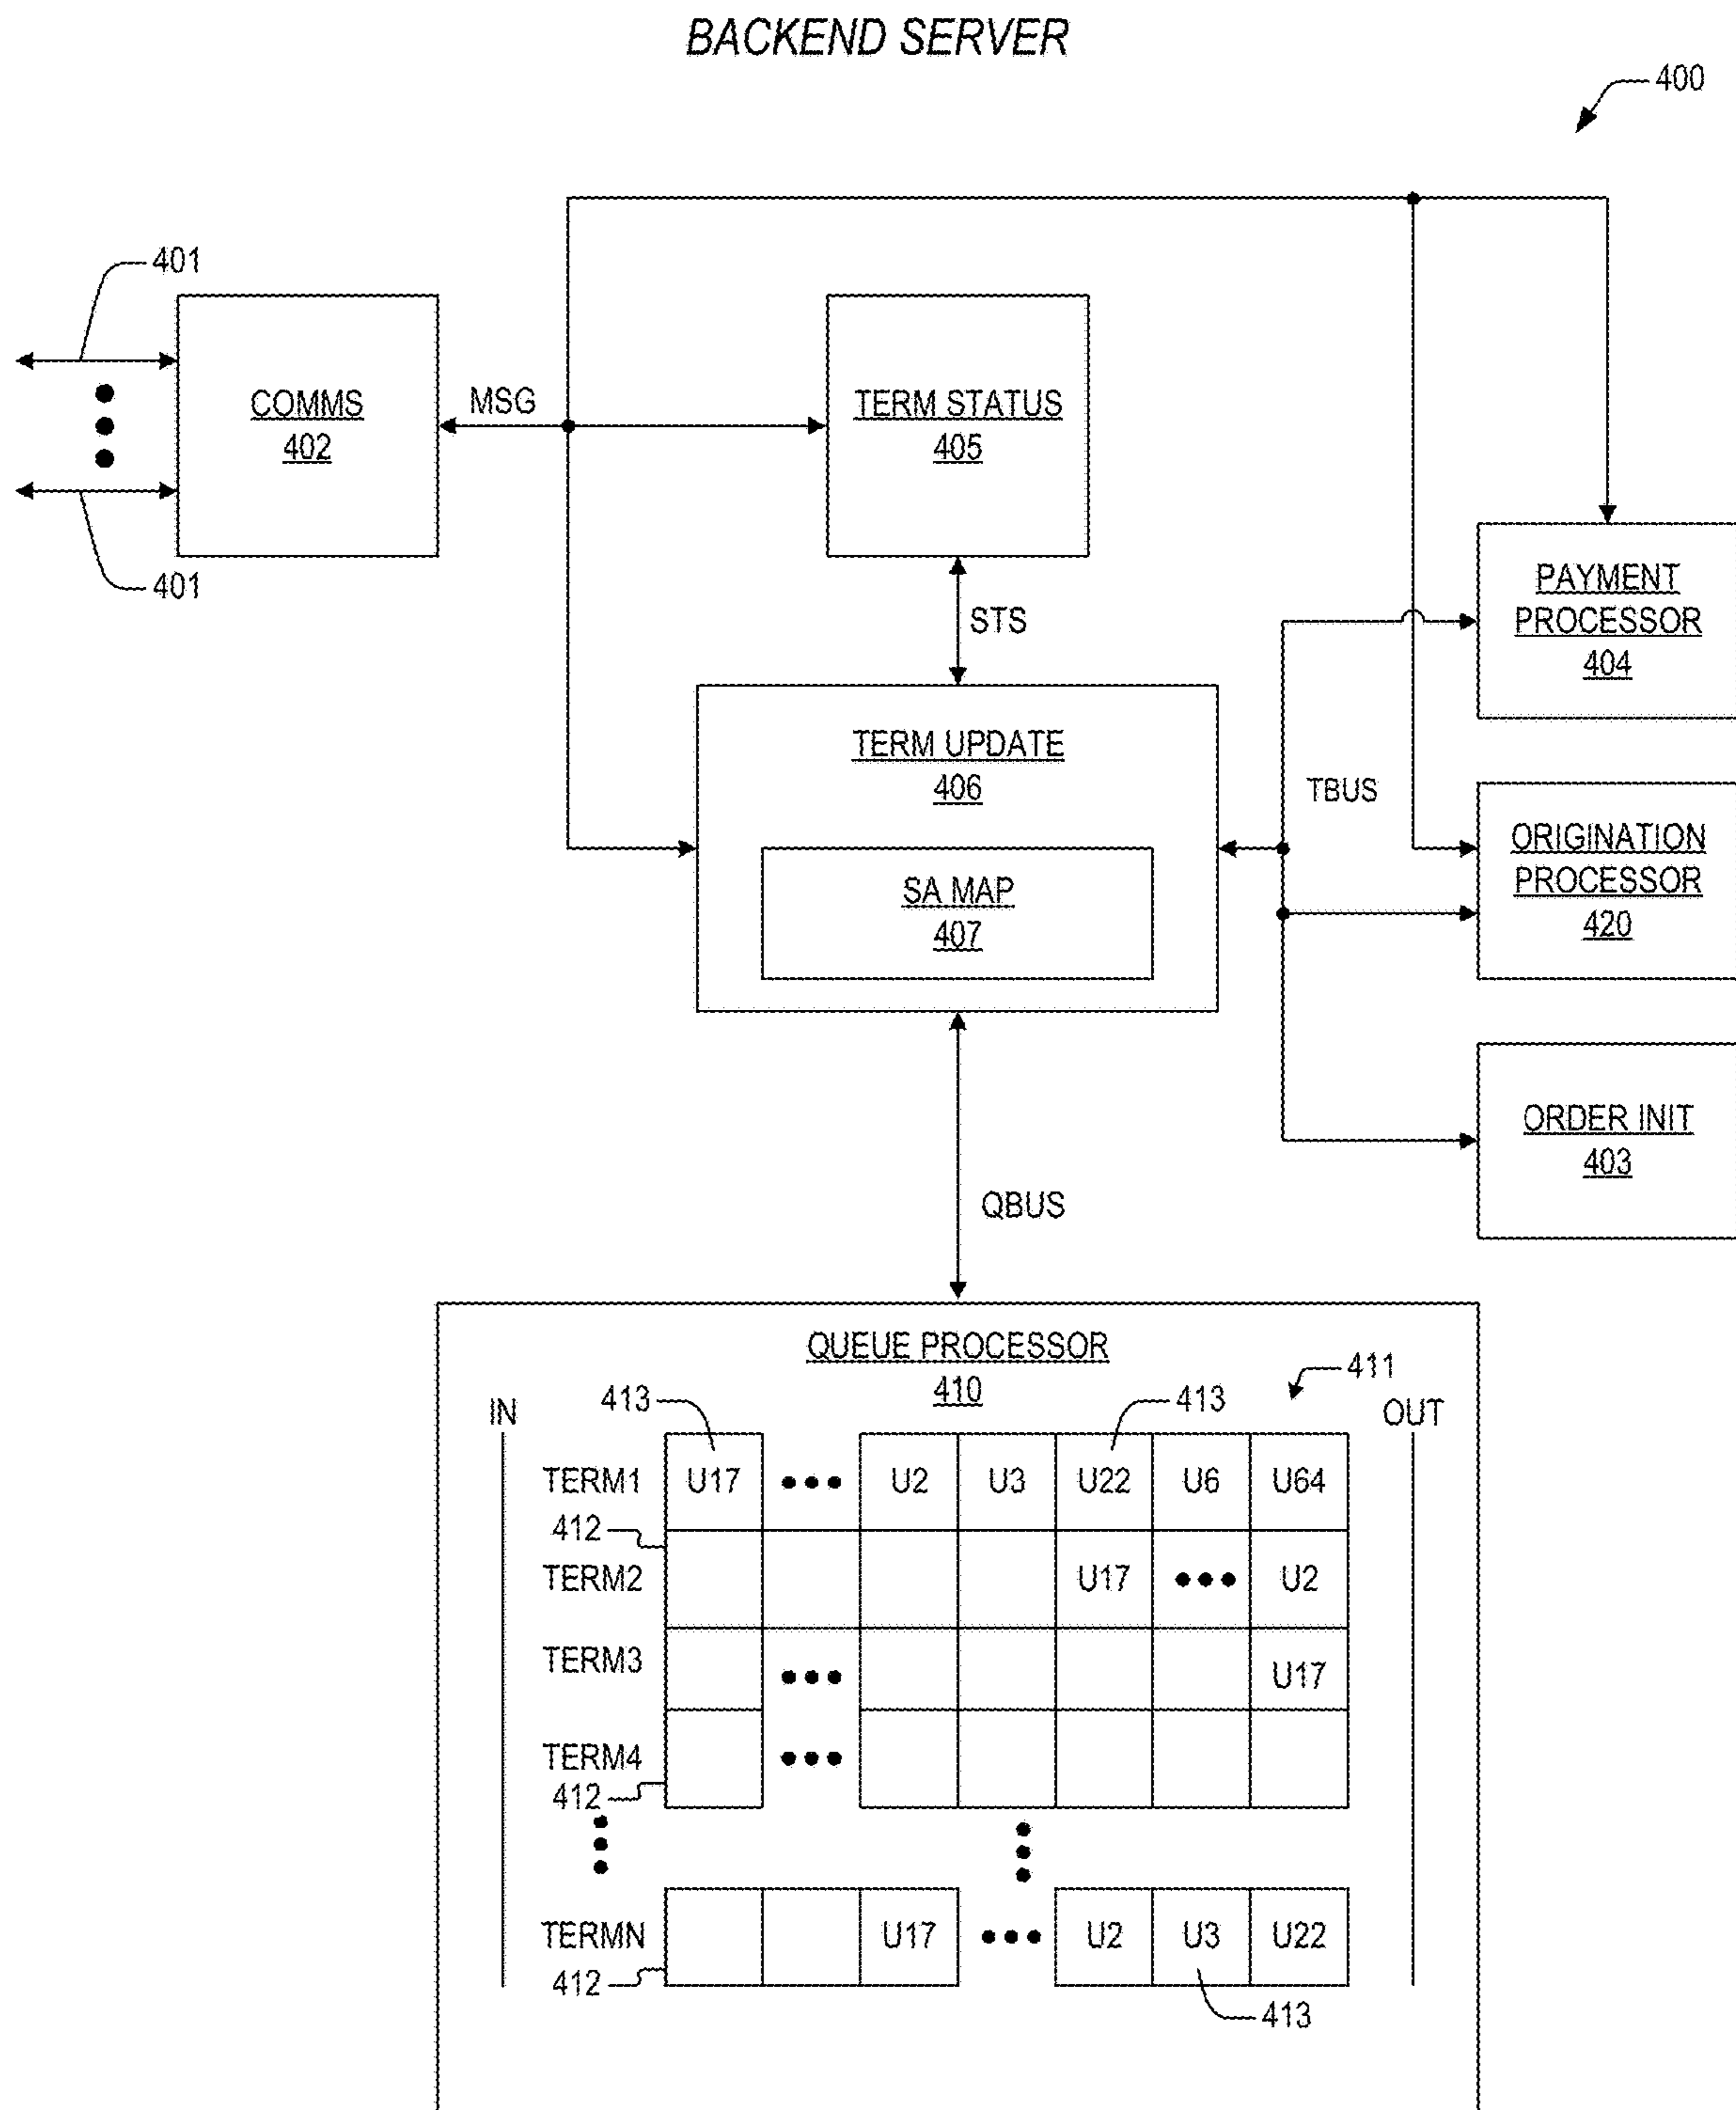 BACKEND SERVER
400
401
COMMS
402
MSG
TERM STATUS
405
401
STS
PAYMENT
PROCESSOR
404
TERM UPDATE
406
TBUS
SA MAP
407
ORIGINATION
PROCESSOR
420
ORDER INIT
403
QBUS
QUEUE PROCESSOR
410
411
413
413
IN
OUT
TERM1 U17 U2 U3 U22 U6 U64
412
TERM2 U17 U2
TERM3 U17
TERM4
412
TERMN U17 U2 U3 U22
412
413